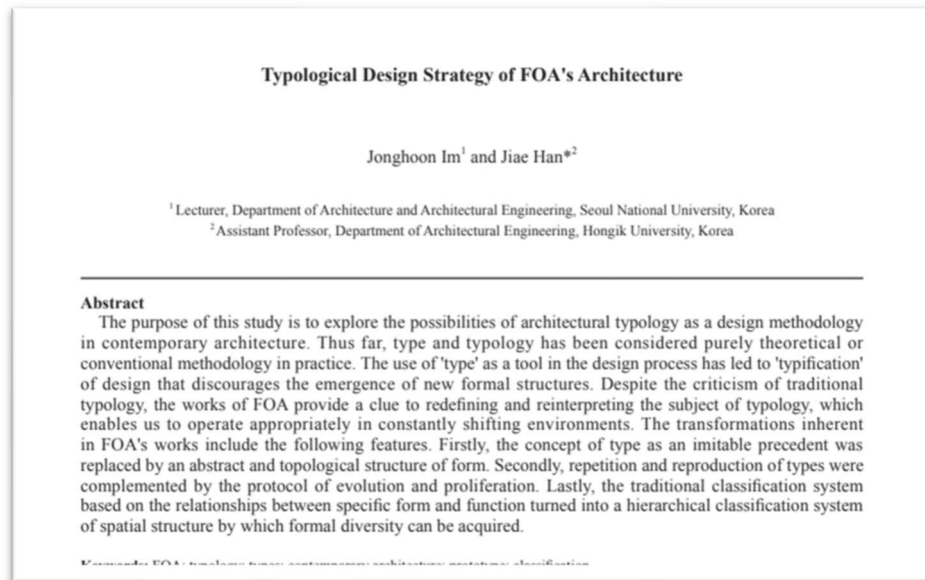 Typological Design Strategy of FOA's Architecture
Jonghoon Im¹ and Jiae Han*²
¹ Lecturer, Department of Architecture and Architectural Engineering, Seoul National University, Korea
² Assistant Professor, Department of Architectural Engineering, Hongik University, Korea
Abstract
The purpose of this study is to explore the possibilities of architectural typology as a design methodology
in contemporary architecture. Thus far, type and typology has been considered purely theoretical or
conventional methodology in practice. The use of 'type' as a tool in the design process has led to 'typification'
of design that discourages the emergence of new formal structures. Despite the criticism of traditional
typology, the works of FOA provide a clue to redefining and reinterpreting the subject of typology, which
enables us to operate appropriately in constantly shifting environments. The transformations inherent
in FOA's works include the following features. Firstly, the concept of type as an imitable precedent was
replaced by an abstract and topological structure of form. Secondly, repetition and reproduction of types were
complemented by the protocol of evolution and proliferation. Lastly, the traditional classification system
based on the relationships between specific form and function turned into a hierarchical classification system
of spatial structure by which formal diversity can be acquired.